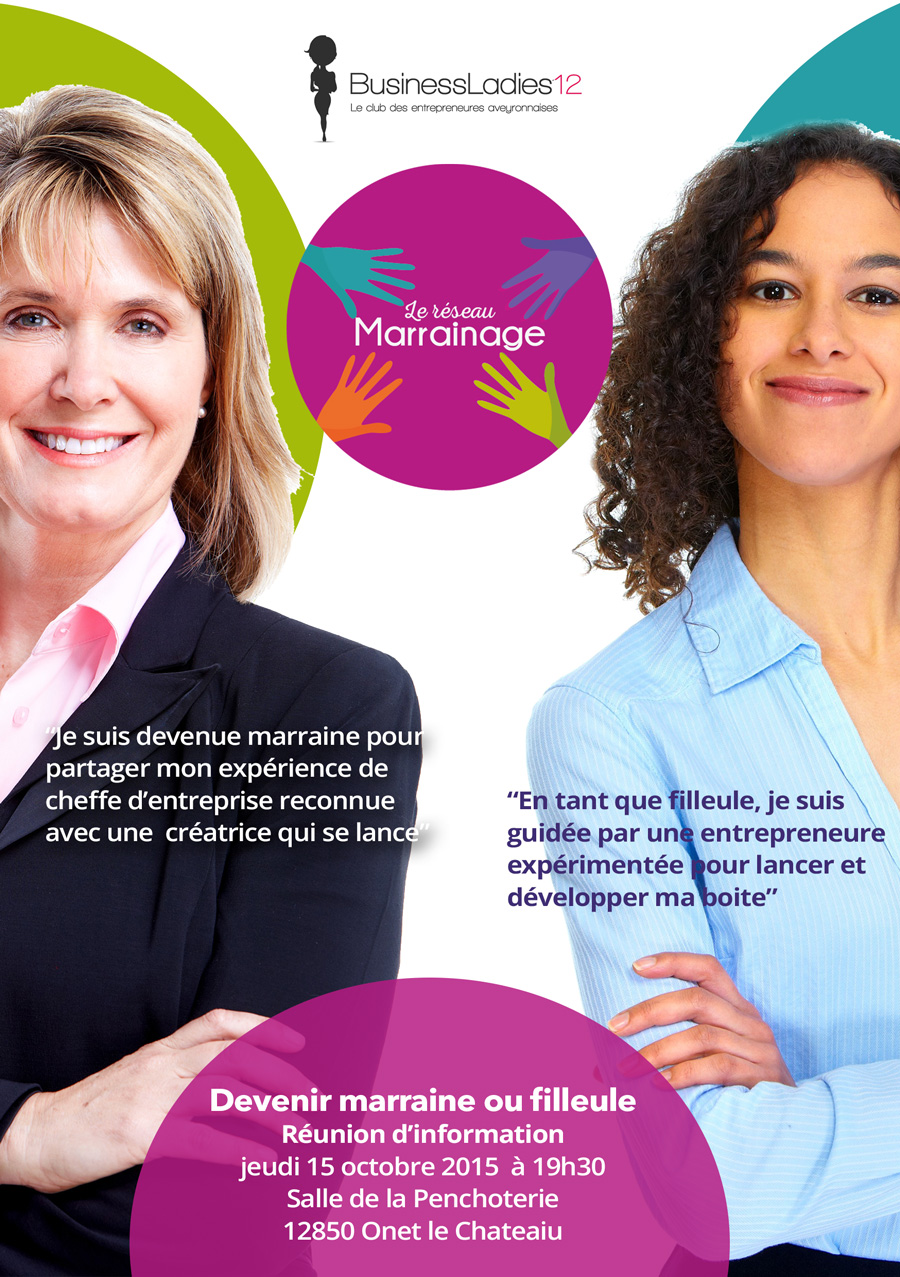 BusinessLadies12
Le club des entrepreneures aveyronnaises
Le réseau
Marrainage
“Je suis devenue marraine pour
partager mon expérience de
cheffe d’entreprise reconnue
avec une  créatrice qui se lance”
“En tant que filleule, je suis
guidée par une entrepreneure
expérimentée pour lancer et
développer ma boite”
Devenir marraine ou filleule
Réunion d’information
jeudi 15 octobre 2015  à 19h30
Salle de la Penchoterie
12850 Onet le Chateaiu